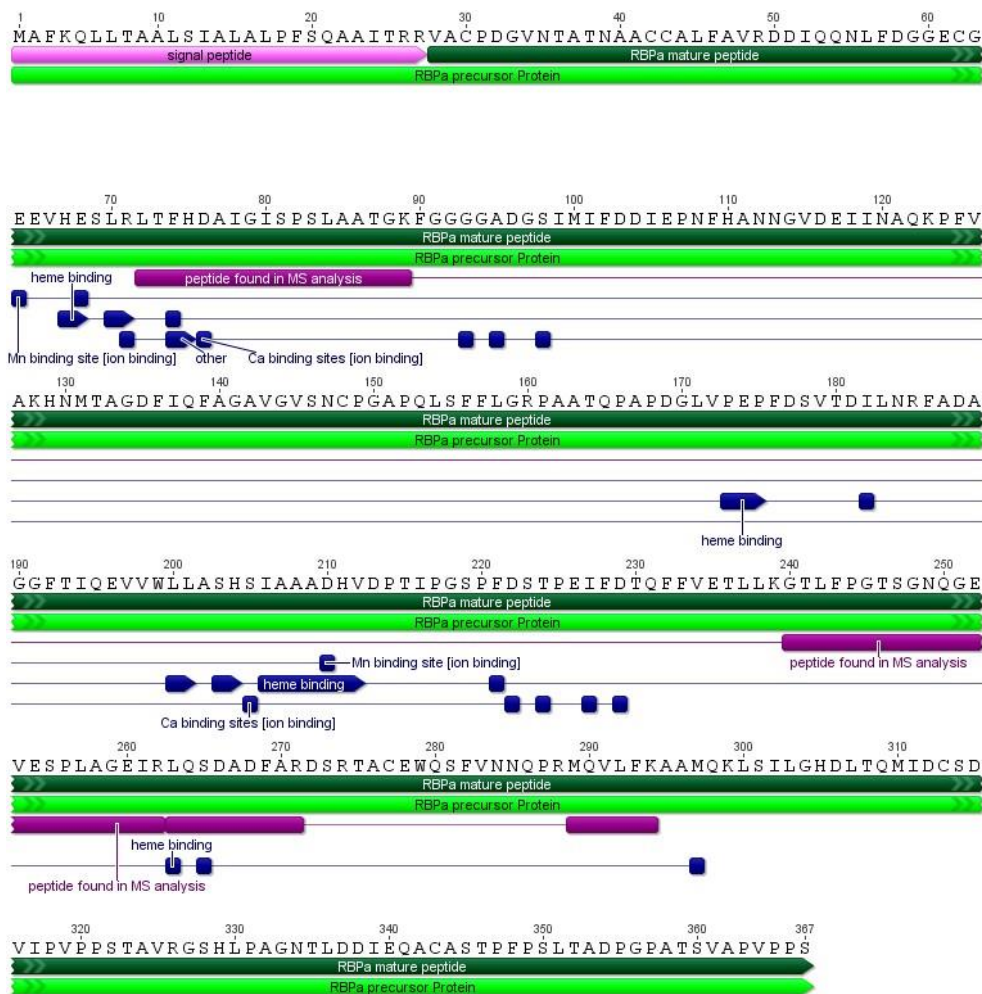 1 10 20 30 40 50 60
MAFKQLLTAALSIALALPFSQAAITRRVACPDGVNTATNAACCALFAVRDDIQQNLFDGGECG
signal peptide RBPa mature peptide
RBPa precursor Protein
70 80 90 100 110 120
EEVHESLRLTFHDAIGISPSLAATGKFGGGGADGSIMIFDDIEPNFHANNGVDEIINAQKPFV
RBPa mature peptide
RBPa precursor Protein
heme binding peptide found in MS analysis
Mn binding site [ion binding] other Ca binding sites [ion binding]
130 140 150 160 170 180
AKHNMTAGDFIQFAGAVGVSNCPGAPQLSFFLGRPAATQPAPDGLVPEPFDSVTDILNRFADA
RBPa mature peptide
RBPa precursor Protein
heme binding
190 200 210 220 230 240 250
GGFTIQEVVWLLASHSIAAADHVDPTIPGSPFDSTPEIFDTQFFVETLLKGTLFPGTSGNQGE
RBPa mature peptide
RBPa precursor Protein
Mn binding site [ion binding] peptide found in MS analysis
heme binding
Ca binding sites [ion binding]
260 270 280 290 300 310
VESPLAGEIRLQSDADFARDSRTACEWQSFVNNQPRMQVLFKAAMQKLSILGHDLTQMIDCSD
RBPa mature peptide
RBPa precursor Protein
heme binding
peptide found in MS analysis
320 330 340 350 360 367
VIPVPPSTAVRGSHLPAGNTLDDIEQACASTPFPSLTADPGPATSVAPVPPS
RBPa mature peptide
RBPa precursor Protein